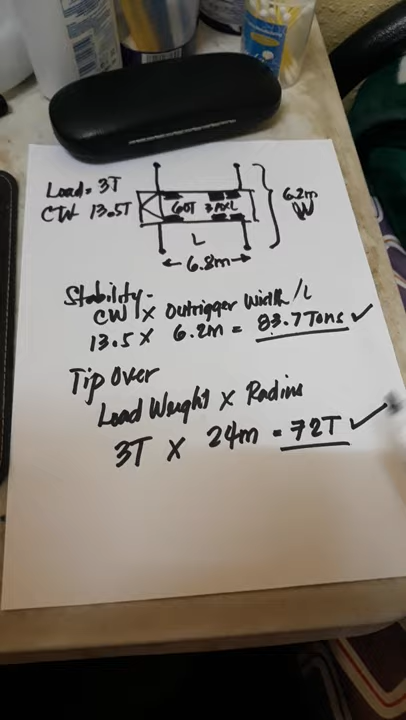 Load = 3T
CW 13.5T
60T 3 AXL
6.2m
W
L
6.8m
Stability -
CW X Outrigger Width / L
13.5 X 6.2m = 83.7 Tons ✓
Tip Over
Load Weight X Radius
3T X 24m = 72T ✓